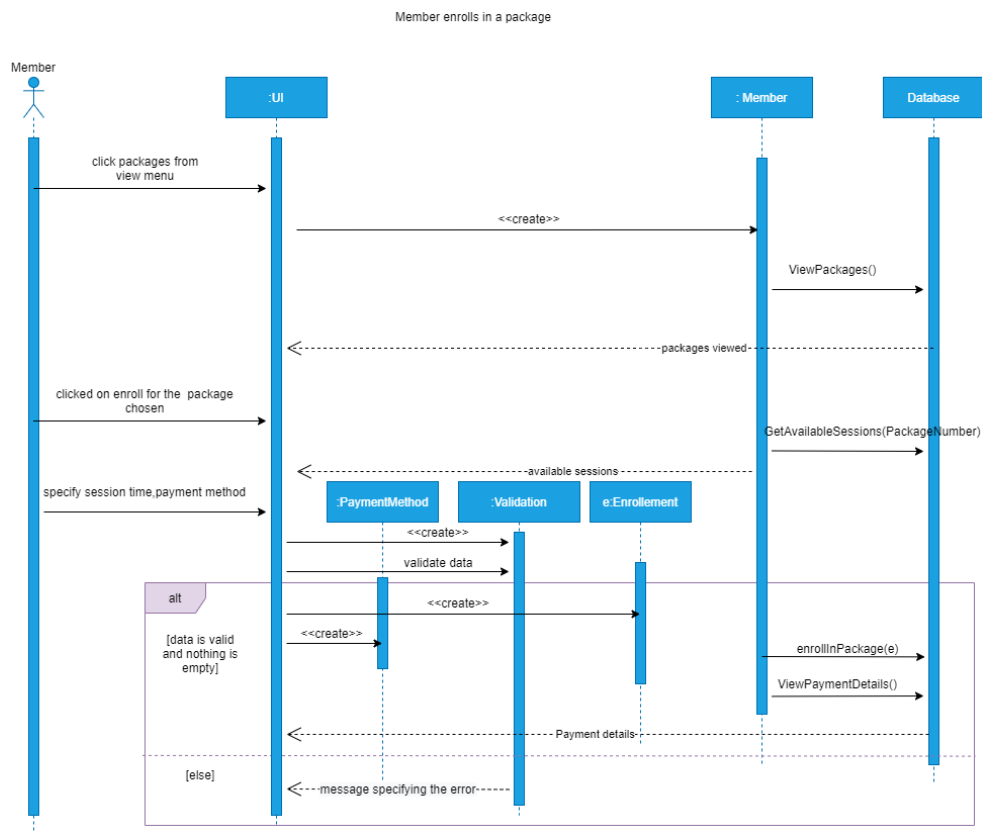 Member enrolls in a package
Member
:UI
: Member
Database
click packages from
view menu
<<create>>
ViewPackages()
packages viewed
clicked on enroll for the package
chosen
GetAvailableSessions(PackageNumber)
available sessions
specify session time,payment method
:PaymentMethod
:Validation
e:Enrollement
<<create>>
validate data
alt
<<create>>
<<create>>
[data is valid
and nothing is
empty]
enrollInPackage(e)
ViewPaymentDetails()
Payment details
[else]
message specifying the error